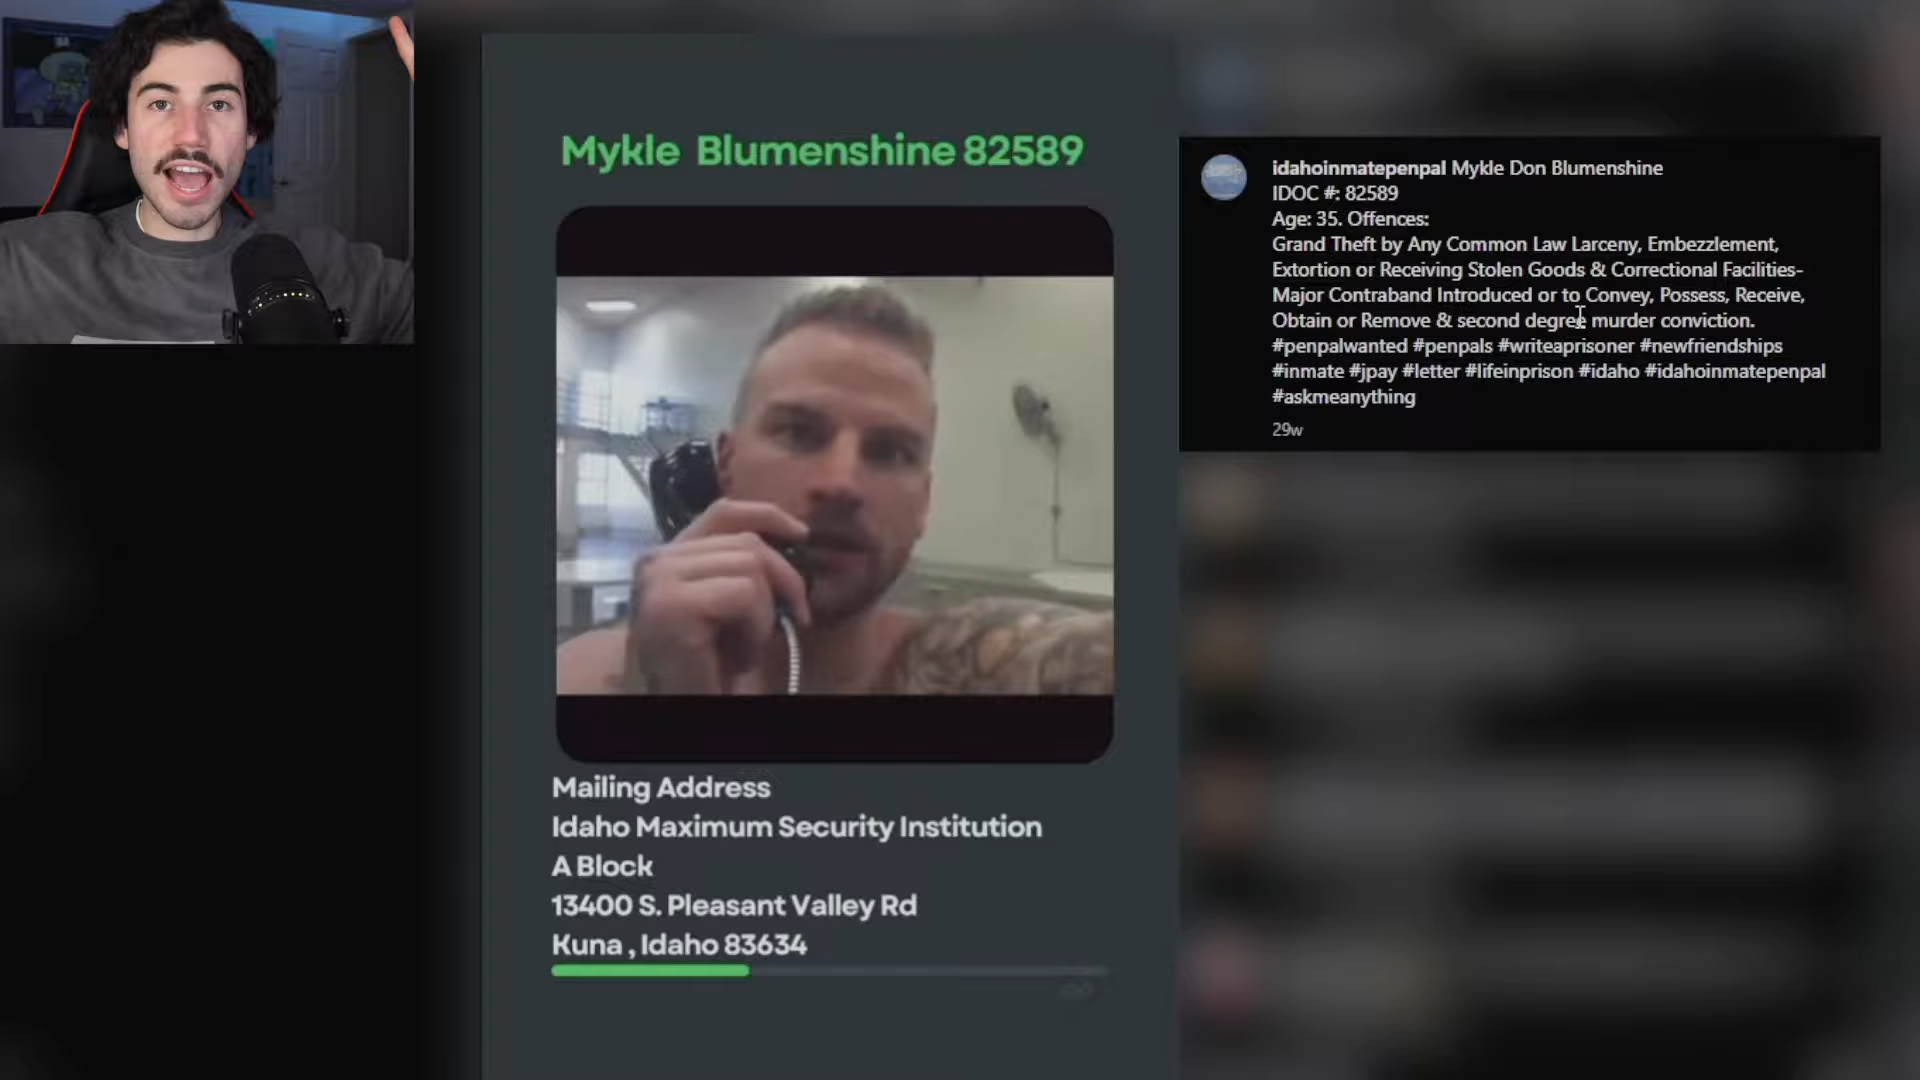 Mykle Blumenshine 82589
Mailing Address
Idaho Maximum Security Institution
A Block
13400 S. Pleasant Valley Rd
Kuna , Idaho 83634
idahoinmatepenpal Mykle Don Blumenshine
IDOC #: 82589
Age: 35. Offences:
Grand Theft by Any Common Law Larceny, Embezzlement,
Extortion or Receiving Stolen Goods & Correctional Facilities-
Major Contraband Introduced or to Convey, Possess, Receive,
Obtain or Remove & second degree murder conviction.
#penpalwanted #penpals #writeaprisoner #newfriendships
#inmate #jpay #letter #lifeinprison #idaho #idahoinmatepenpal
#askmeanything
29w